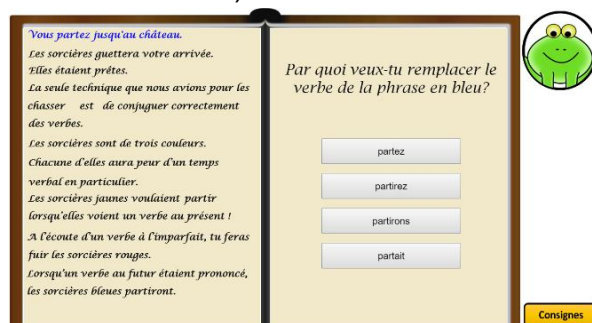 Vous partez jusqu'au château.
Les sorcières guettera votre arrivée.
Elles étaient prêtes.
La seule technique que nous avions pour les
chasser est de conjuguer correctement
des verbes.
Les sorcières sont de trois couleurs.
Chacune d'elles aura peur d'un temps
verbal en particulier.
Les sorcières jaunes voulaient partir
lorsqu'elles voient un verbe au présent !
A l'écoute d'un verbe à l'imparfait, tu feras
fuir les sorcières rouges.
Lorsqu'un verbe au futur étaient prononcé,
les sorcières bleues partiront.
Par quoi veux-tu remplacer le
verbe de la phrase en bleu?
partez
partirez
partirons
partait
Consignes